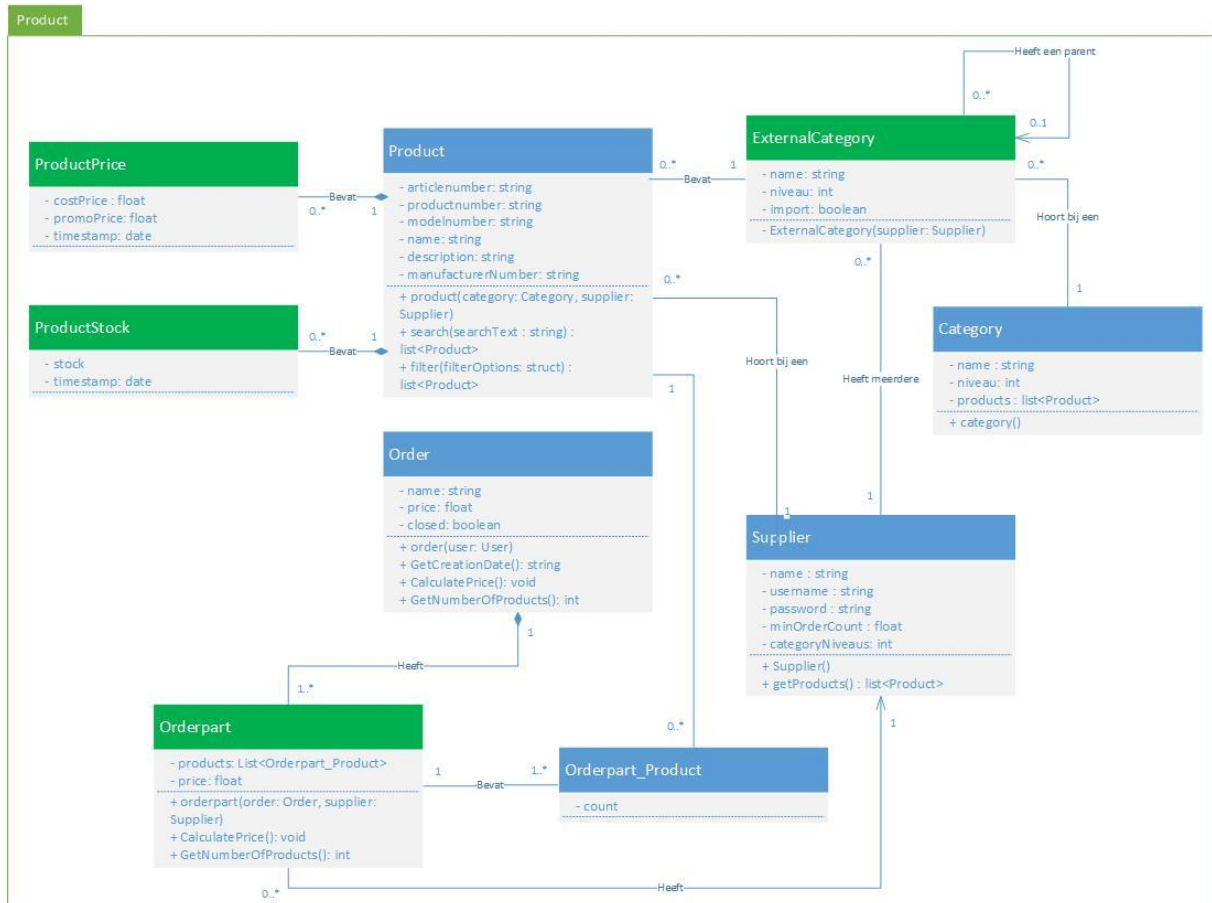 Product
Heeft een parent
0..*
0..1
ProductPrice
- costPrice : float
- promoPrice: float
- timestamp: date
Bevat
0..*
1
Product
- articlenumber: string
- productnumber: string
- modelnumber: string
- name: string
- description: string
- manufacturerNumber: string
+ product(category: Category, supplier:
Supplier)
+ search(searchText : string) :
list<Product>
+ filter(filterOptions: struct) :
list<Product>
0..*
1
Bevat
ExternalCategory
- name: string
- niveau: int
- import: boolean
- ExternalCategory(supplier: Supplier)
0..*
Hoort bij een
1
0..*
0..*
ProductStock
- stock
- timestamp: date
0..*
1
Bevat
Category
- name : string
- niveau: int
- products : list<Product>
+ category()
Hoort bij een
Heeft meerdere
1
Order
- name: string
- price: float
- closed: boolean
+ order(user: User)
+ GetCreationDate(): string
+ CalculatePrice(): void
+ GetNumberOfProducts(): int
1
1
1
Supplier
- name : string
- username : string
- password : string
- minOrderCount : float
- categoryNiveaus: int
+ Supplier()
+ getProducts() : list<Product>
Heeft
1..*
0..*
1
Orderpart
- products: List<Orderpart_Product>
- price: float
+ orderpart(order: Order, supplier:
Supplier)
+ CalculatePrice(): void
+ GetNumberOfProducts(): int
1
1..*
Bevat
Orderpart_Product
- count
0..*
Heeft